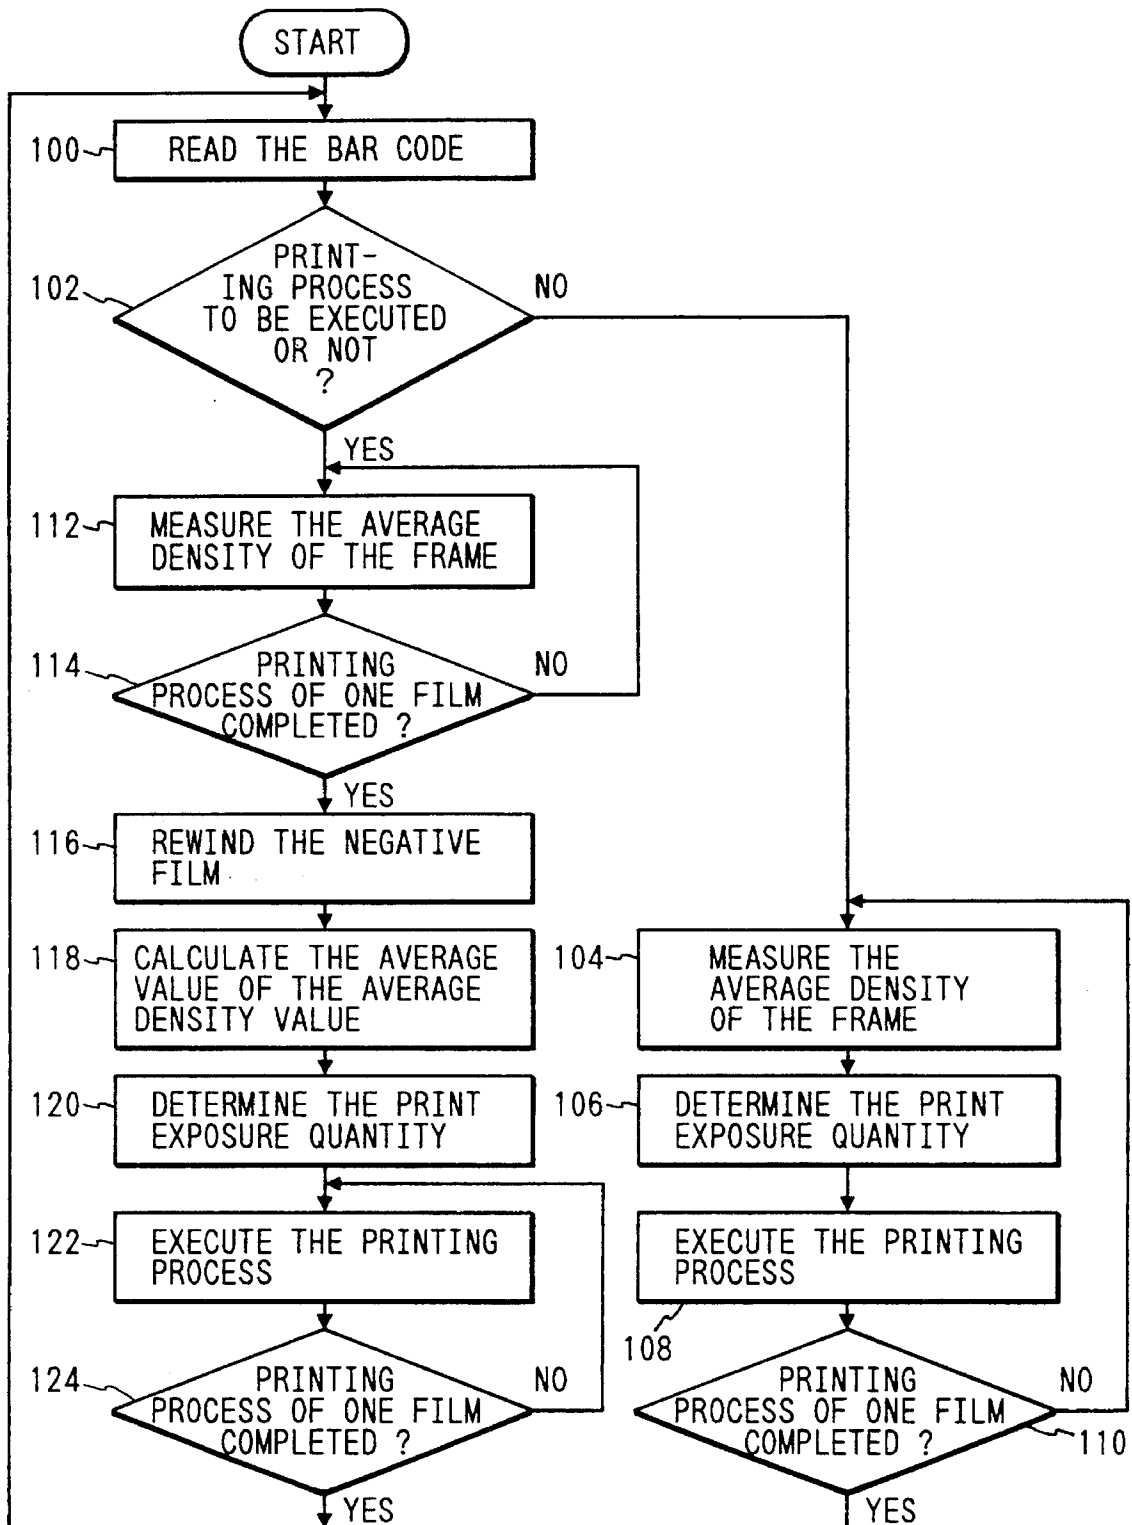 START
100
READ THE BAR CODE
102
PRINT-
ING PROCESS
TO BE EXECUTED
OR NOT
?
NO
YES
112
MEASURE THE AVERAGE
DENSITY OF THE FRAME
114
PRINTING
PROCESS OF ONE FILM
COMPLETED ?
NO
YES
116
REWIND THE NEGATIVE
FILM
118
CALCULATE THE AVERAGE
VALUE OF THE AVERAGE
DENSITY VALUE
120
DETERMINE THE PRINT
EXPOSURE QUANTITY
122
EXECUTE THE PRINTING
PROCESS
124
PRINTING
PROCESS OF ONE FILM
COMPLETED ?
NO
YES
104
MEASURE THE
AVERAGE DENSITY
OF THE FRAME
106
DETERMINE THE PRINT
EXPOSURE QUANTITY
EXECUTE THE PRINTING
PROCESS
108
PRINTING
PROCESS OF ONE FILM
COMPLETED ?
NO
110
YES